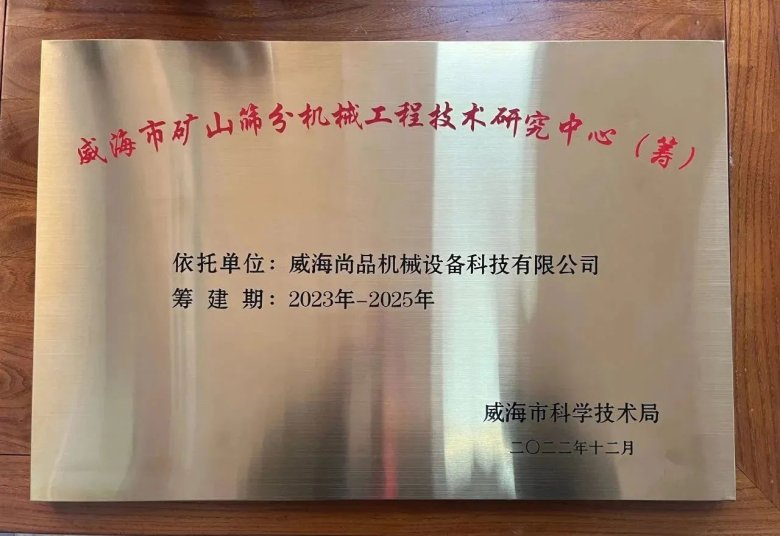 威海市矿山筛分机械工程技术研究中心（筹）
依托单位：威海尚品机械设备科技有限公司
筹建期：2023年-2025年
威海市科学技术局
二〇二二年十二月